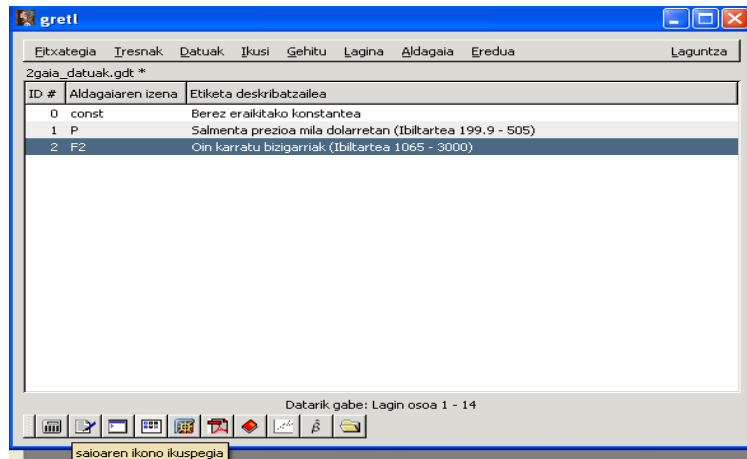 gretl
Fitxategia Tresnak Datuak Ikusi Gehitu Lagina Aldagaia Eredua Laguntza
2gaia_datuak.gdt *
ID # Aldagaiaren izena Etiketa deskribatzailea
0 const Berez eraikitako konstantea
1 P Salmenta prezioa mila dolarretan (Ibiltartea 199.9 - 505)
2 F2 Oin karratu bizigarriak (Ibiltartea 1065 - 3000)
Datarik gabe: Lagin osoa 1 - 14
β̂
saioaren ikono ikuspegia